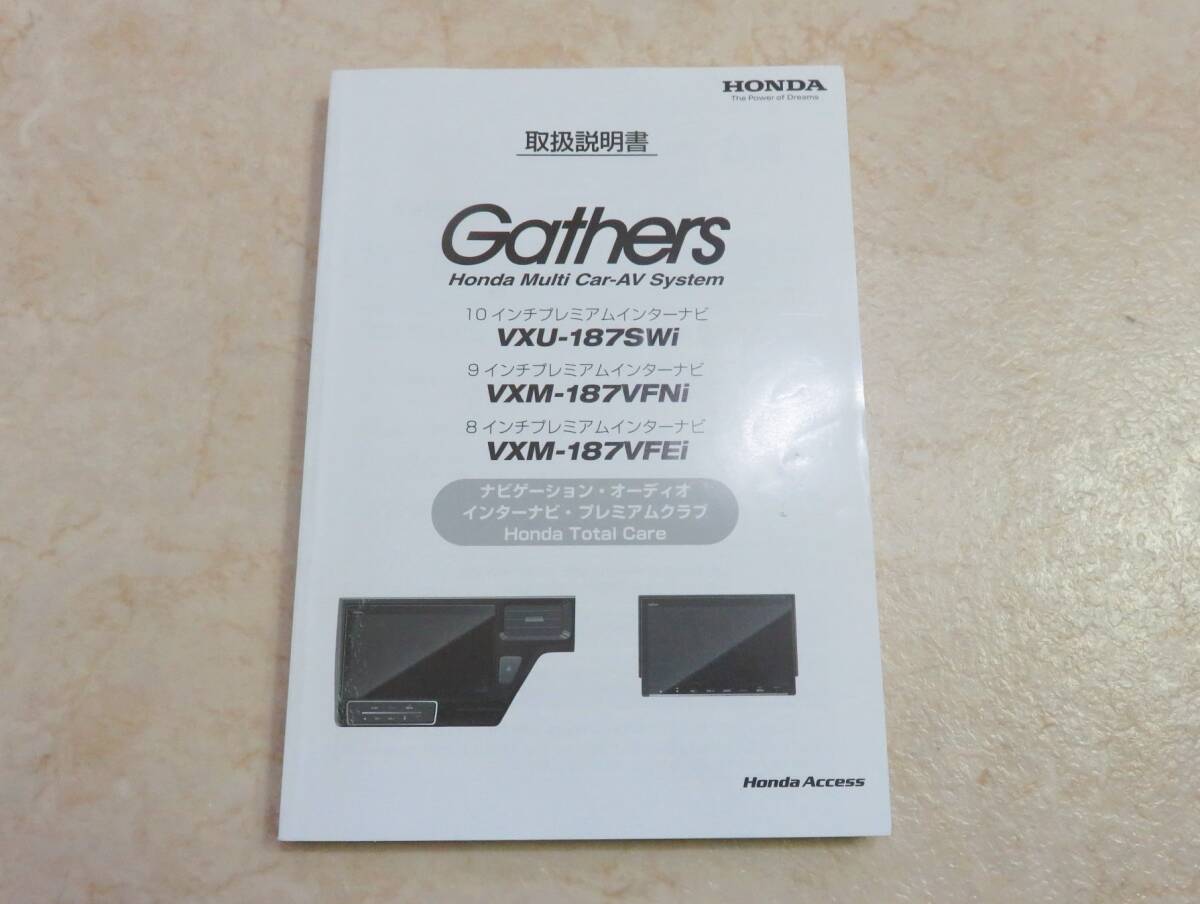 HONDA
The Power of Dreams
取扱説明書
Gathers
Honda Multi Car-AV System
10インチプレミアムインターナビ
VXU-187SWi
9インチプレミアムインターナビ
VXM-187VFNi
8インチプレミアムインターナビ
VXM-187VFEi
ナビゲーション・オーディオ
インターナビ・プレミアムクラブ
Honda Total Care
Honda Access